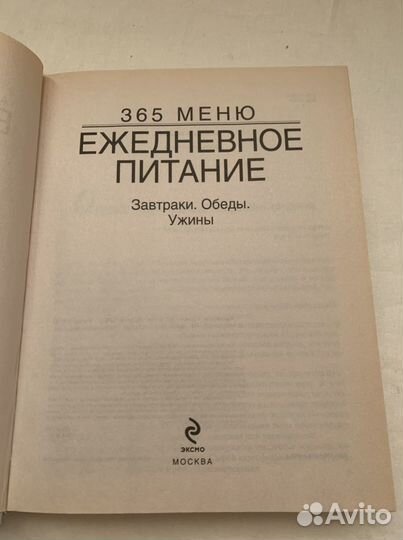 365 МЕНЮ
ЕЖЕДНЕВНОЕ
ПИТАНИЕ
Завтраки. Обеды.
Ужины
ЭКСМО
МОСКВА
Avito